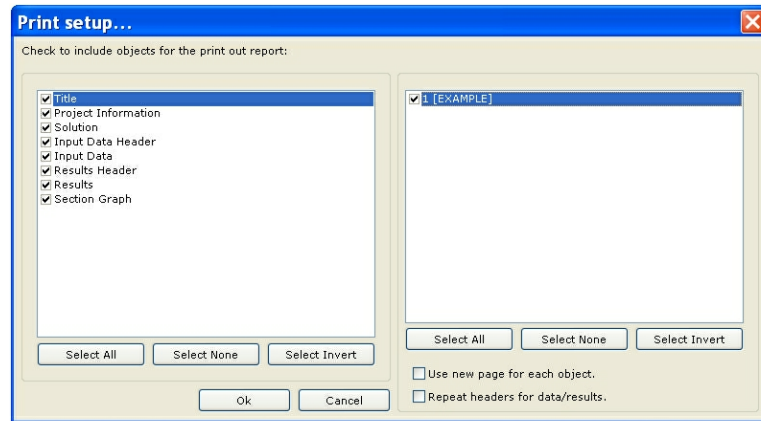 Print setup...
Check to include objects for the print out report:
Title
Project Information
Solution
Input Data Header
Input Data
Results Header
Results
Section Graph
Select All Select None Select Invert
Ok Cancel
1 [EXAMPLE]
Select All Select None Select Invert
Use new page for each object.
Repeat headers for data/results.